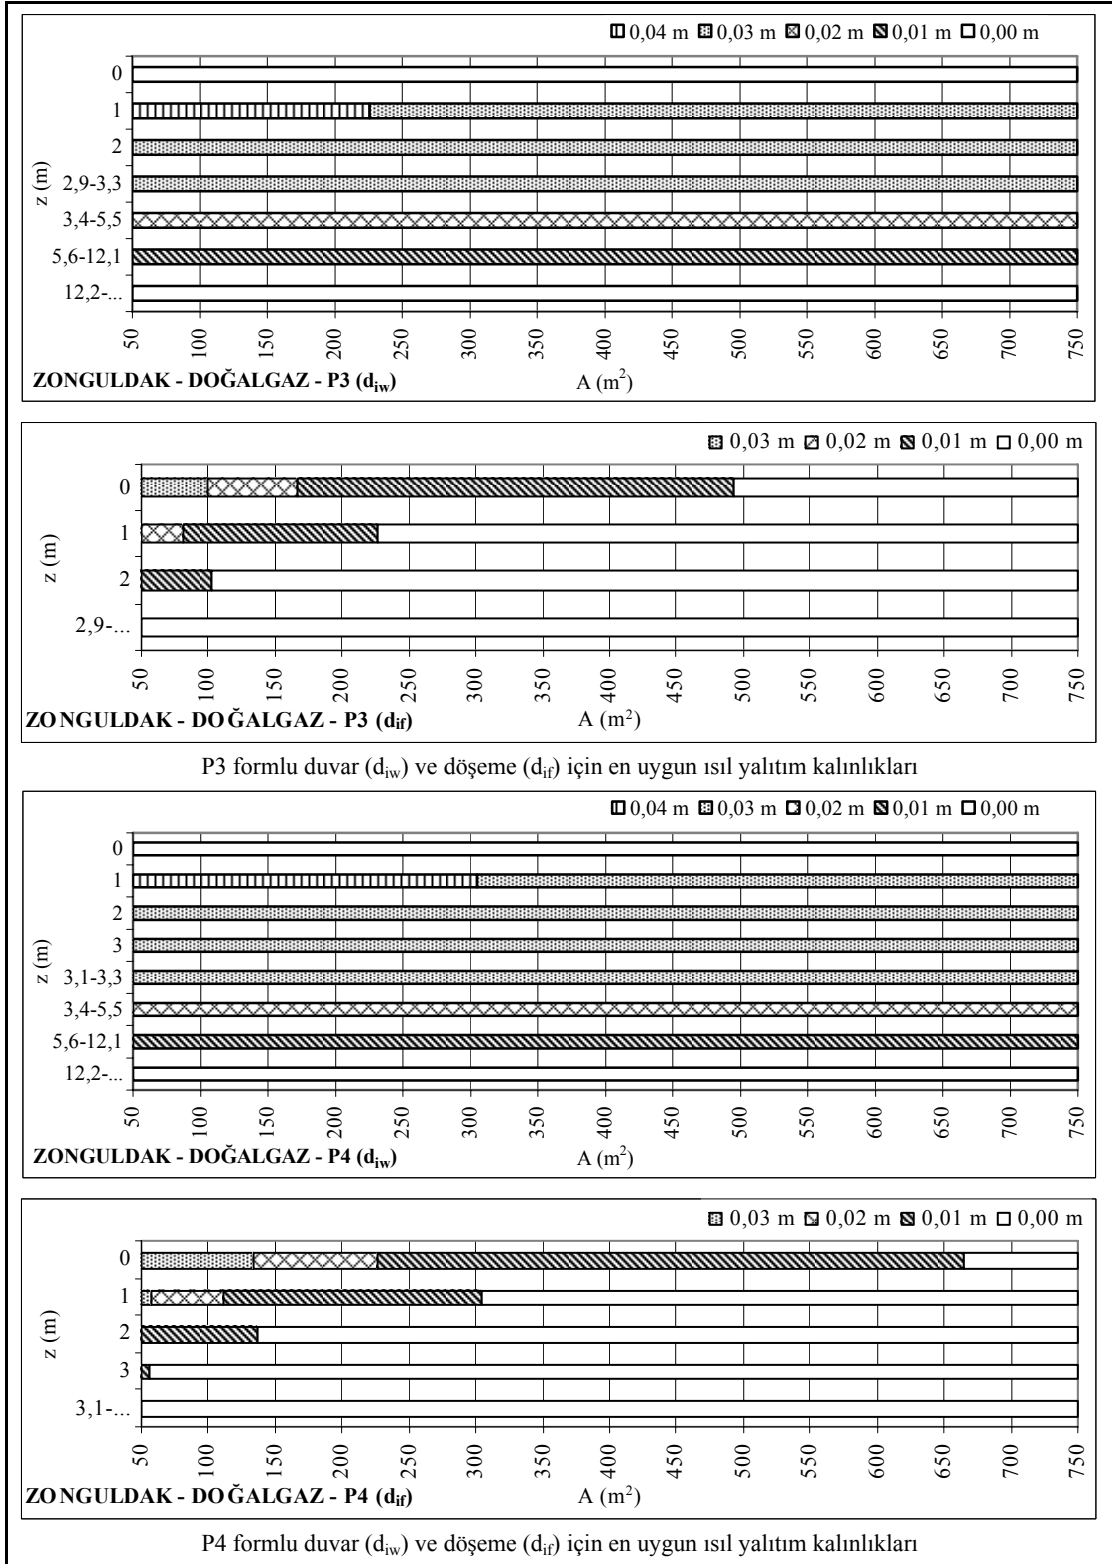 0,04 m 0,03 m 0,02 m 0,01 m 0,00 m
z (m)
0
1
2
2,9-3,3
3,4-5,5
5,6-12,1
12,2-...
50 100 150 200 250 300 350 400 450 500 550 600 650 700 750
ZONGULDAK - DOĞALGAZ - P3 (diw) A (m²)
0,03 m 0,02 m 0,01 m 0,00 m
z (m)
0
1
2
2,9-...
50 100 150 200 250 300 350 400 450 500 550 600 650 700 750
ZONGULDAK - DOĞALGAZ - P3 (dif) A (m²)
P3 formlu duvar (diw) ve döşeme (dif) için en uygun ısıl yalıtım kalınlıkları
0,04 m 0,03 m 0,02 m 0,01 m 0,00 m
z (m)
0
1
2
3
3,1-3,3
3,4-5,5
5,6-12,1
12,2-...
50 100 150 200 250 300 350 400 450 500 550 600 650 700 750
ZONGULDAK - DOĞALGAZ - P4 (diw) A (m²)
0,03 m 0,02 m 0,01 m 0,00 m
z (m)
0
1
2
3
3,1-...
50 100 150 200 250 300 350 400 450 500 550 600 650 700 750
ZONGULDAK - DOĞALGAZ - P4 (dif) A (m²)
P4 formlu duvar (diw) ve döşeme (dif) için en uygun ısıl yalıtım kalınlıkları